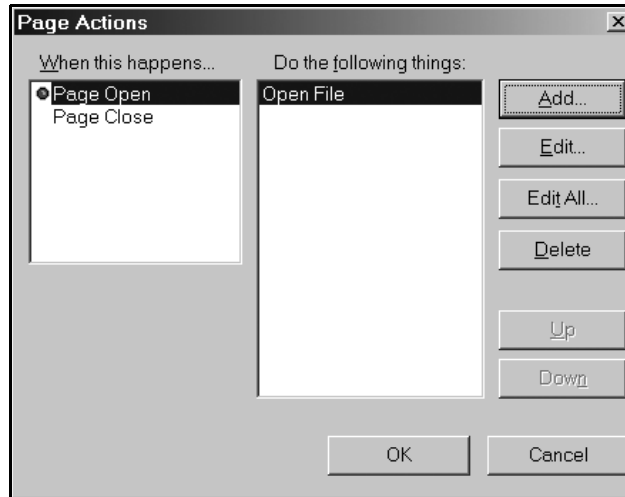 Page Actions
When this happens...
Do the following things:
Page Open
Page Close
Open File
Add...
Edit...
Edit All...
Delete
Up
Down
OK
Cancel